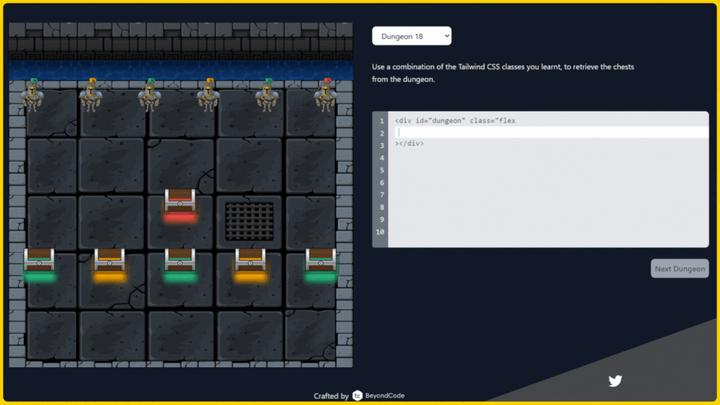 Dungeon 18
Use a combination of the Tailwind CSS classes you learnt, to retrieve the chests
from the dungeon.
1 <div id="dungeon" class="flex
2
3 ></div>
4
5
6
7
8
9
10
Next Dungeon
Crafted by BeyondCode